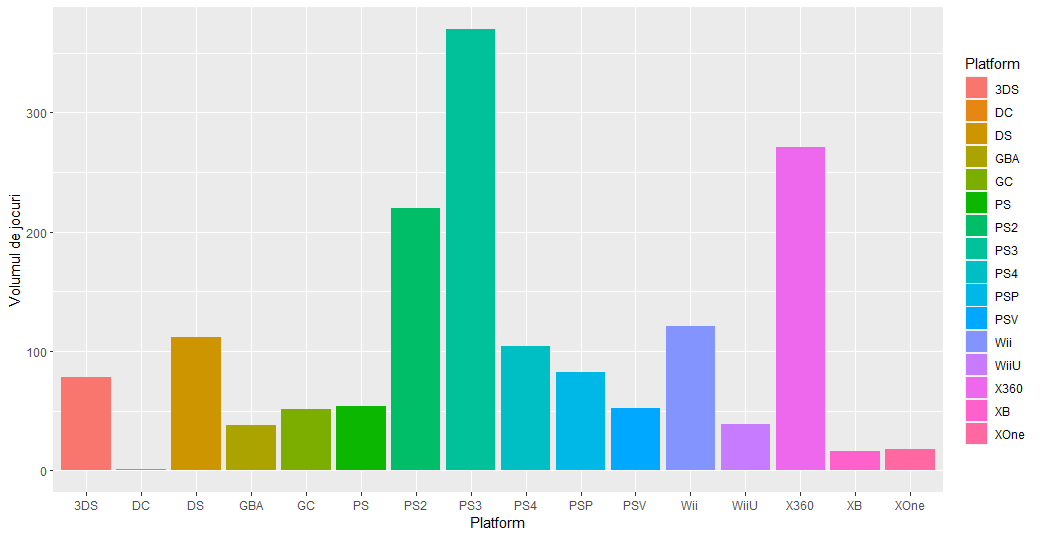 Volumul de jocuri
300
200
100
0
3DS DC DS GBA GC PS PS2 PS3 PS4 PSP PSV Wii WiiU X360 XB XOne
Platform
Platform
3DS
DC
DS
GBA
GC
PS
PS2
PS3
PS4
PSP
PSV
Wii
WiiU
X360
XB
XOne